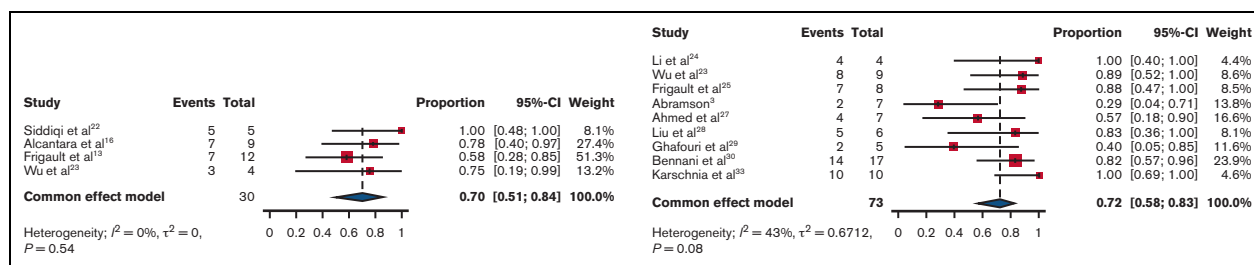 Study Events Total Proportion 95%-CI Weight
Siddiqi et al²² 5 5 1.00 [0.48; 1.00] 8.1%
Alcantara et al¹⁶ 7 9 0.78 [0.40; 0.97] 27.4%
Frigault et al¹³ 7 12 0.58 [0.28; 0.85] 51.3%
Wu et al²³ 3 4 0.75 [0.19; 0.99] 13.2%
Common effect model 30 0.70 [0.51; 0.84] 100.0%
0 0.2 0.4 0.6 0.8 1
Heterogeneity; I² = 0%, τ² = 0,
P = 0.54
Study Events Total Proportion 95%-CI Weight
Li et al²⁴ 4 4 1.00 [0.40; 1.00] 4.4%
Wu et al²³ 8 9 0.89 [0.52; 1.00] 8.6%
Frigault et al²⁵ 7 8 0.88 [0.47; 1.00] 8.5%
Abramson³ 2 7 0.29 [0.04; 0.71] 13.8%
Ahmed et al²⁷ 4 7 0.57 [0.18; 0.90] 16.6%
Liu et al²⁸ 5 6 0.83 [0.36; 1.00] 8.1%
Ghafouri et al²⁹ 2 5 0.40 [0.05; 0.85] 11.6%
Bennani et al³⁰ 14 17 0.82 [0.57; 0.96] 23.9%
Karschnia et al³³ 10 10 1.00 [0.69; 1.00] 4.6%
Common effect model 73 0.72 [0.58; 0.83] 100.0%
0 0.2 0.4 0.6 0.8 1
Heterogeneity; I² = 43%, τ² = 0.6712,
P = 0.08